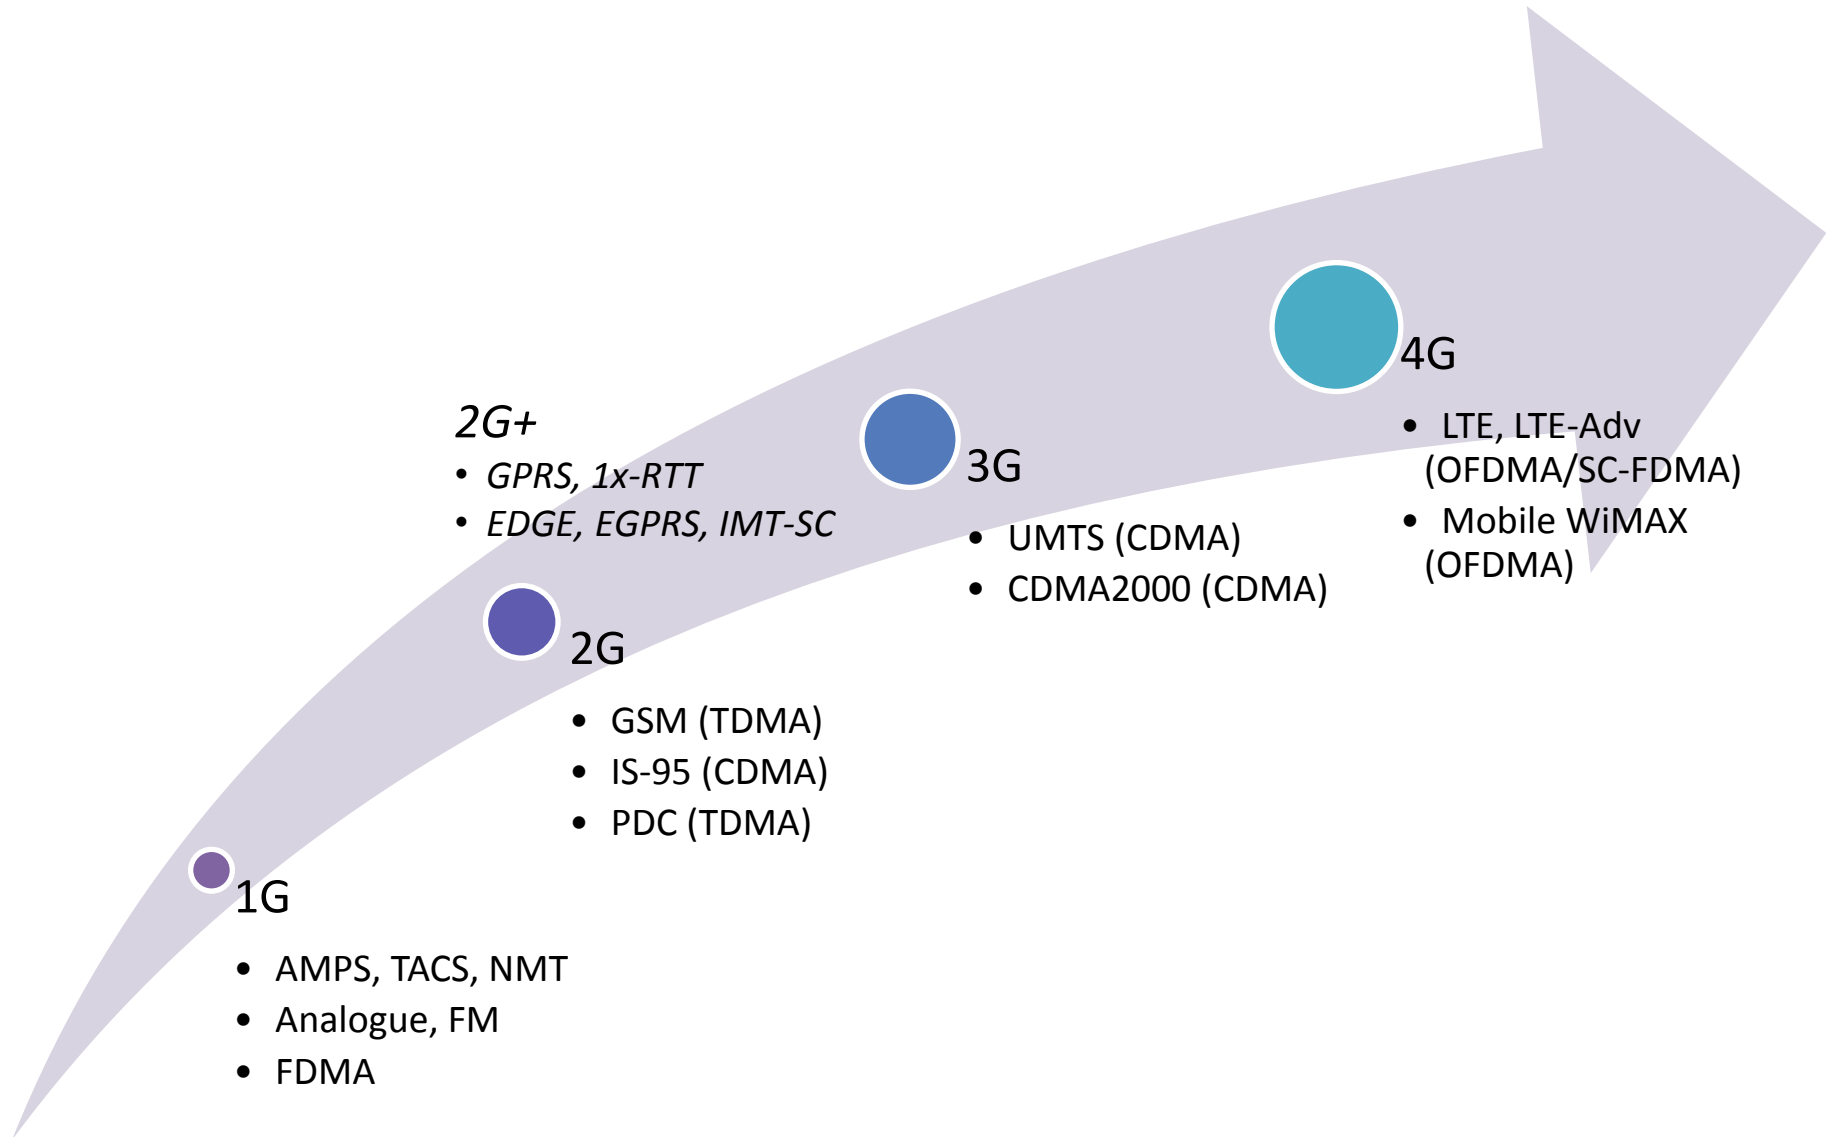 2G+
• GPRS, 1x-RTT
• EDGE, EGPRS, IMT-SC
1G
• AMPS, TACS, NMT
• Analogue, FM
• FDMA
2G
• GSM (TDMA)
• IS-95 (CDMA)
• PDC (TDMA)
3G
• UMTS (CDMA)
• CDMA2000 (CDMA)
4G
• LTE, LTE-Adv
(OFDMA/SC-FDMA)
• Mobile WiMAX
(OFDMA)